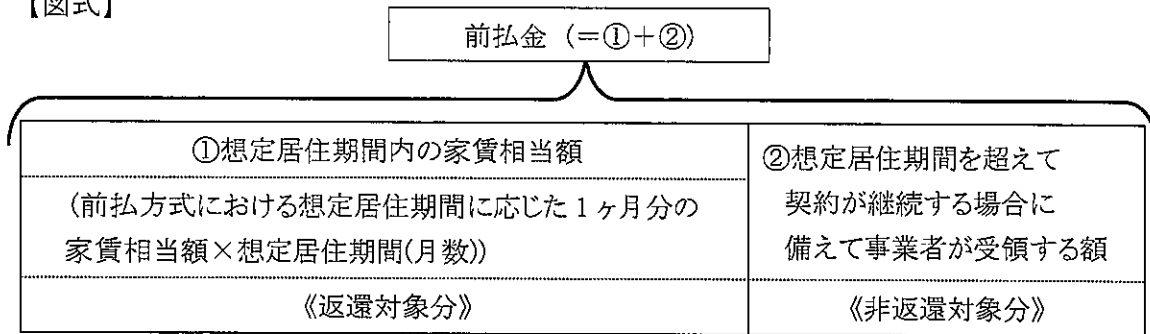 【図式】
前払金 (=①+②)
①想定居住期間内の家賃相当額
(前払方式における想定居住期間に応じた1ヶ月分の
家賃相当額×想定居住期間(月数))
《返還対象分》
②想定居住期間を超えて
契約が継続する場合に
備えて事業者が受領する額
《非返還対象分》